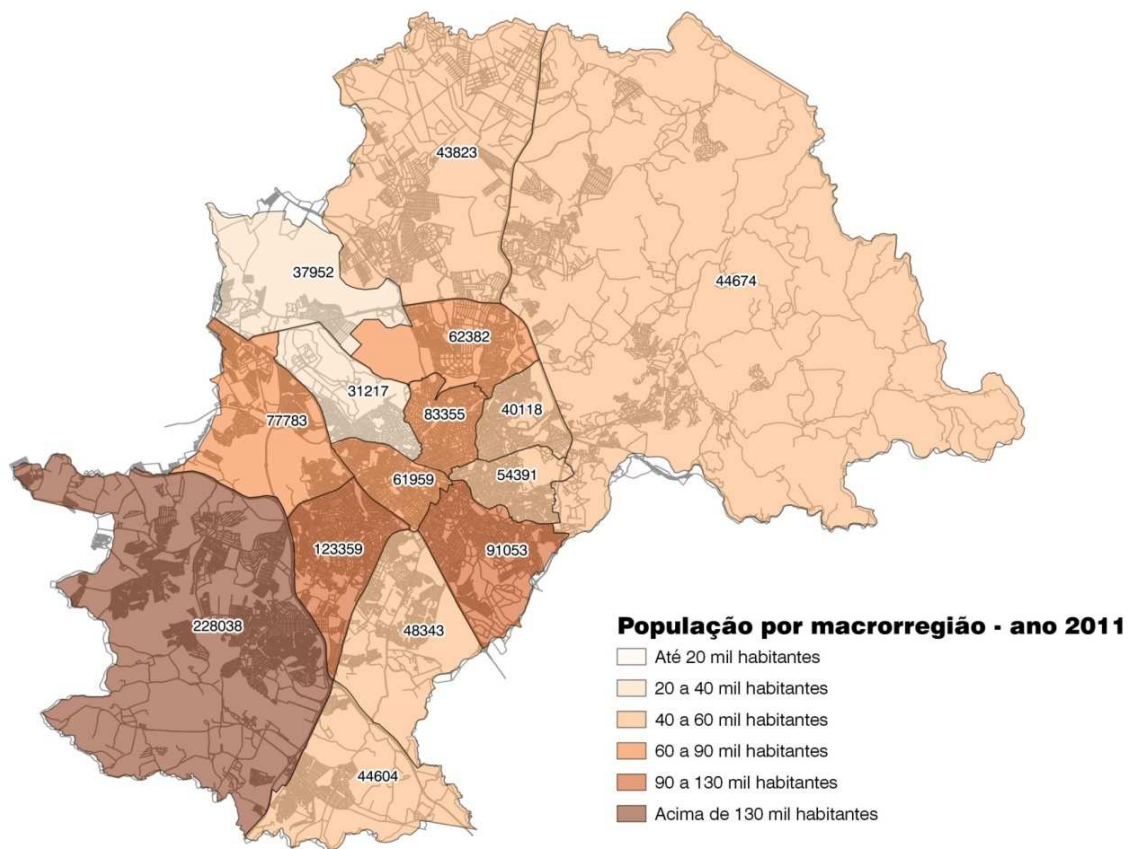 43823
44674
37952
62382
31217
83355
40118
77783
54391
61959
123359
91053
228038
48343
44604
População por macrorregião - ano 2011
Até 20 mil habitantes
20 a 40 mil habitantes
40 a 60 mil habitantes
60 a 90 mil habitantes
90 a 130 mil habitantes
Acima de 130 mil habitantes